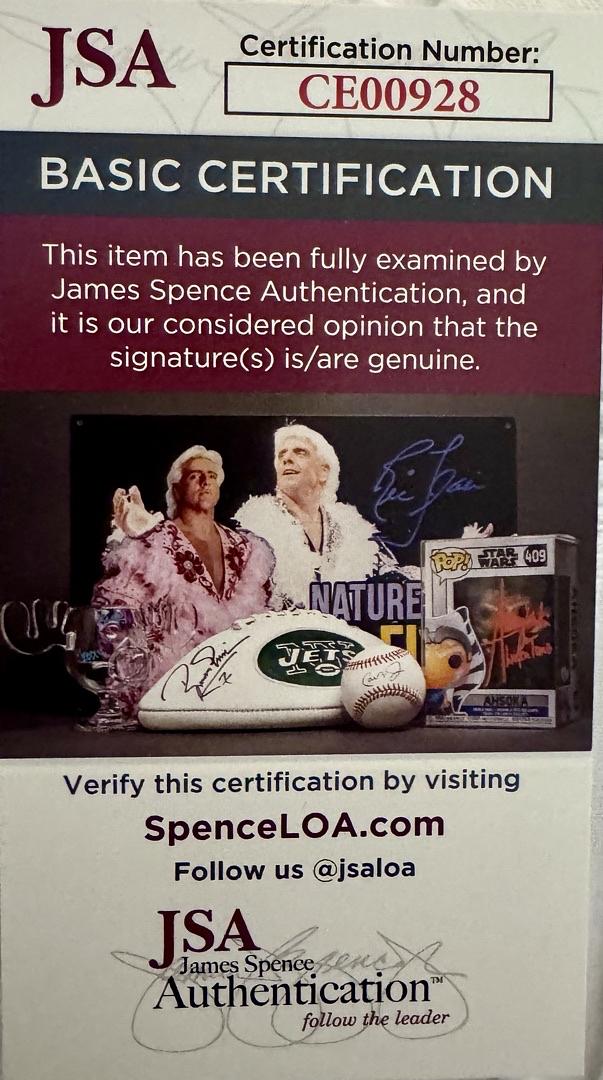 JSA
Certification Number:
CE00928
BASIC CERTIFICATION
This item has been fully examined by
James Spence Authentication, and
it is our considered opinion that the
signature(s) is/are genuine.
NATURE
JETS
POP!
STAR
WARS
409
AHSOKA
Verify this certification by visiting
SpenceLOA.com
Follow us @jsaloa
JSA
James Spence
Authentication™
follow the leader